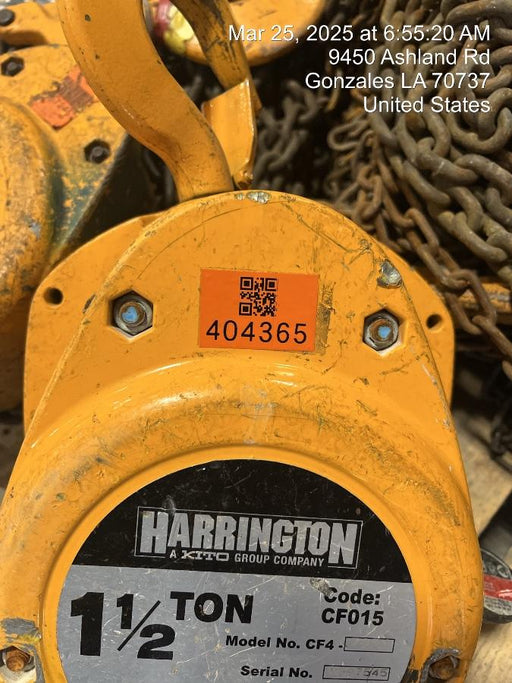 Mar 25, 2025 at 6:55:20 AM
9450 Ashland Rd
Gonzales LA 70737
United States
404365
HARRINGTON
A KITO GROUP COMPANY
1 1/2 TON
Code:
CF015
Model No. CF4 -
Serial No.